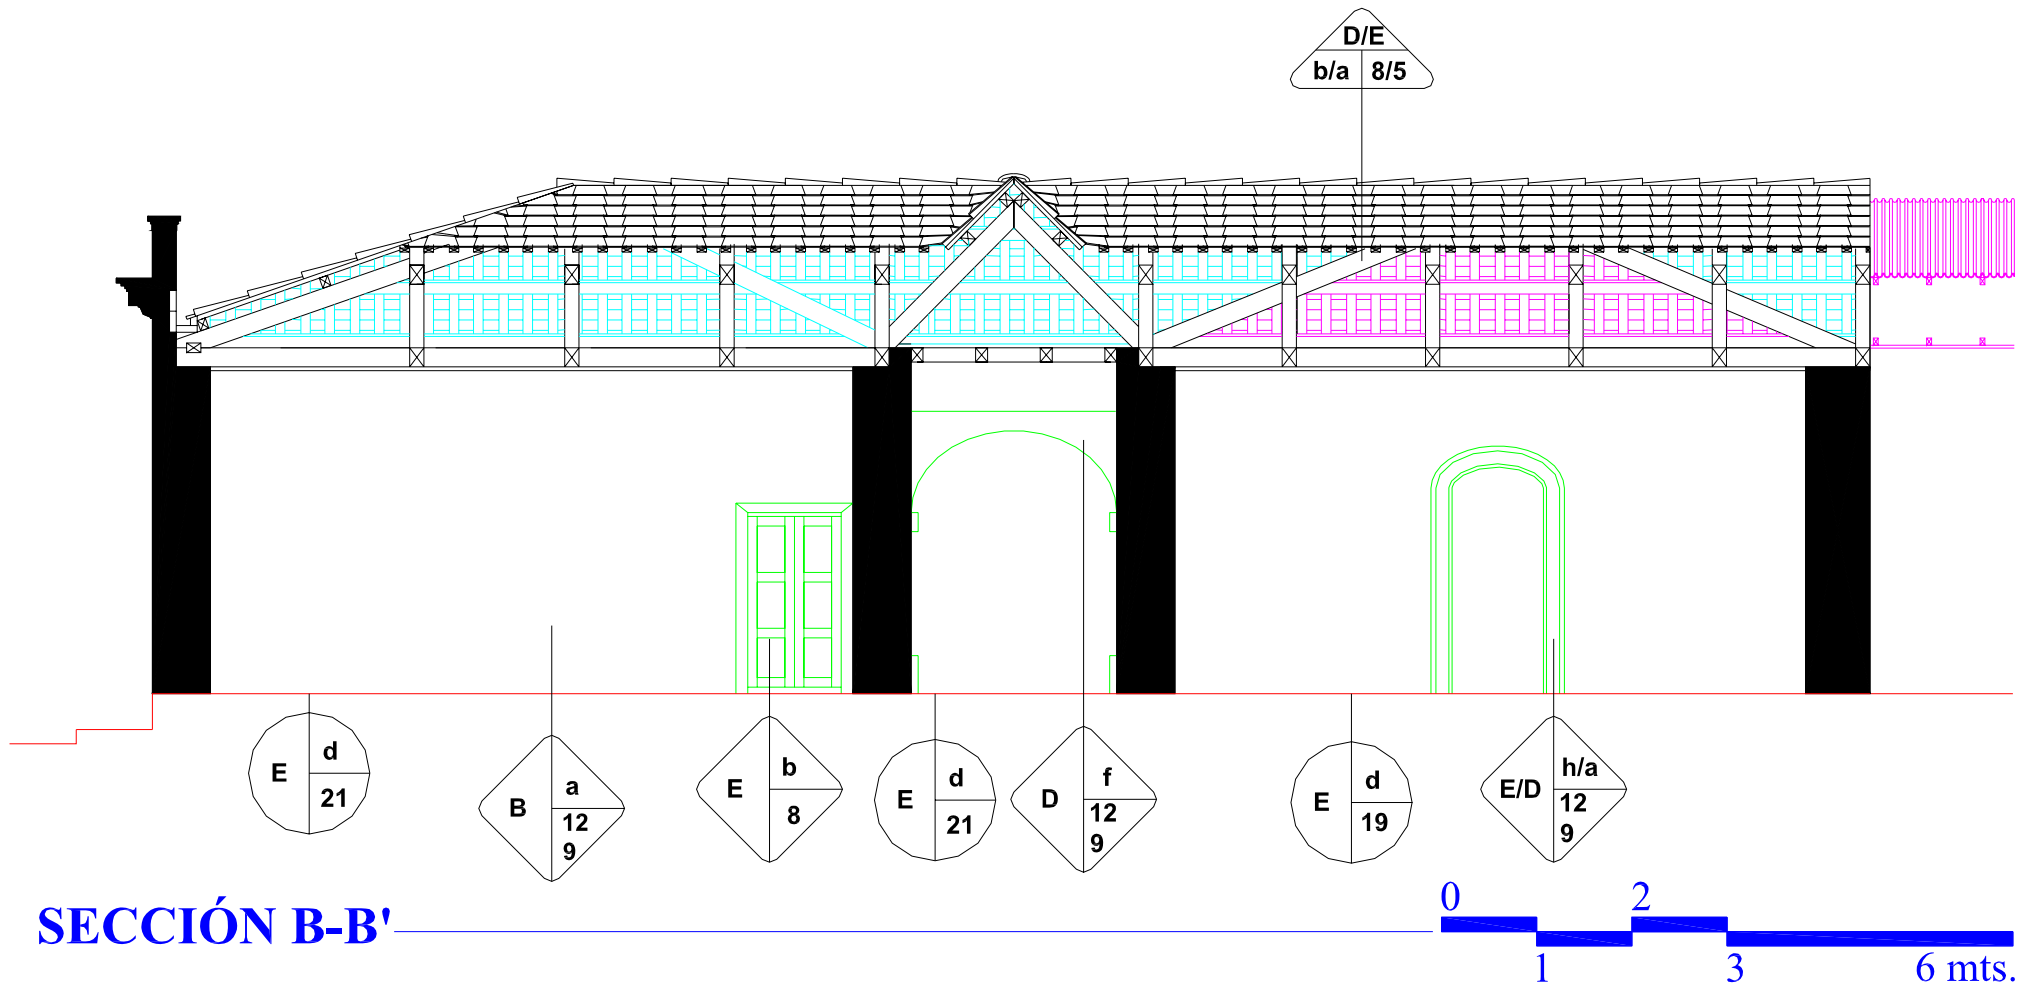 D/E
b/a 8/5
E d 21
B a 12 9
E b 8
E d 21
D f 12 9
E d 19
E/D h/a 12 9
SECCIÓN B-B'
0 2
1 3 6 mts.